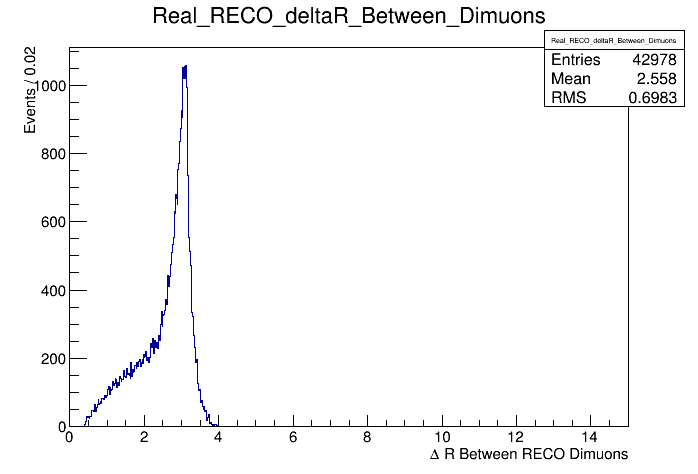 Real_RECO_deltaR_Between_Dimuons
Real_RECO_deltaR_Between_Dimuons
Entries 42978
Mean 2.558
RMS 0.6983
Events / 0.02
1000
800
600
400
200
0
0 2 4 6 8 10 12 14
Δ R Between RECO Dimuons